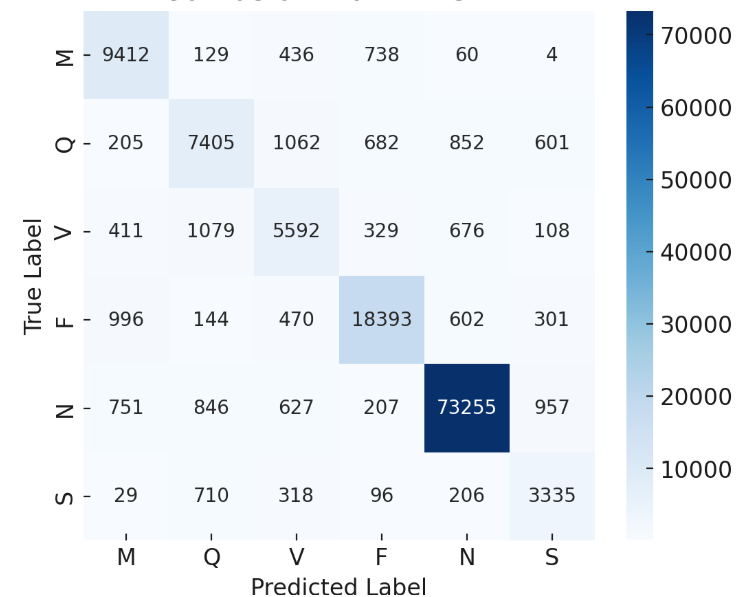 M 9412 129 436 738 60 4
Q 205 7405 1062 682 852 601
V 411 1079 5592 329 676 108
F 996 144 470 18393 602 301
N 751 846 627 207 73255 957
S 29 710 318 96 206 3335
M Q V F N S
Predicted Label
True Label
70000
60000
50000
40000
30000
20000
10000